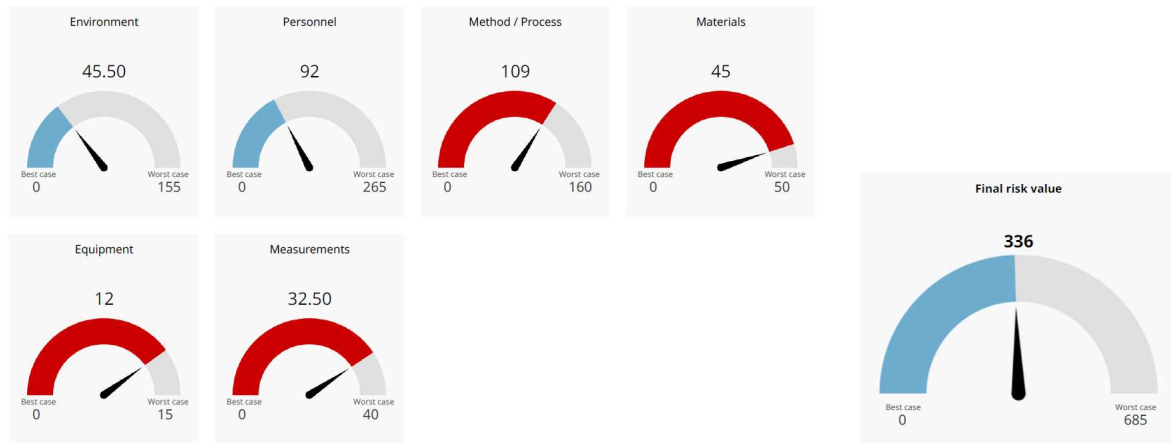 Environment
45.50
Best case
0
Worst case
155
Personnel
92
Best case
0
Worst case
265
Method / Process
109
Best case
0
Worst case
160
Materials
45
Best case
0
Worst case
50
Equipment
12
Best case
0
Worst case
15
Measurements
32.50
Best case
0
Worst case
40
Final risk value
336
Best case
0
Worst case
685